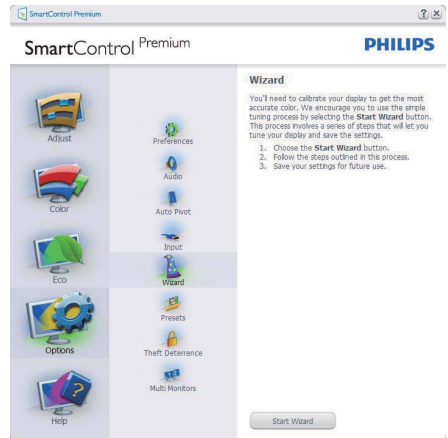 SmartControl Premium
SmartControl Premium
PHILIPS
Adjust
Color
Eco
Options
Help
Preferences
Audio
Auto Pivot
Input
Wizard
Presets
Theft Deterrence
Multi Monitors
Wizard
You'll need to calibrate your display to get the most
accurate color. We encourage you to use the simple
tuning process by selecting the Start Wizard button.
This process involves a series of steps that will let you
tune your display and save the settings.
1. Choose the Start Wizard button.
2. Follow the steps outlined in this process.
3. Save your settings for future use.
Start Wizard